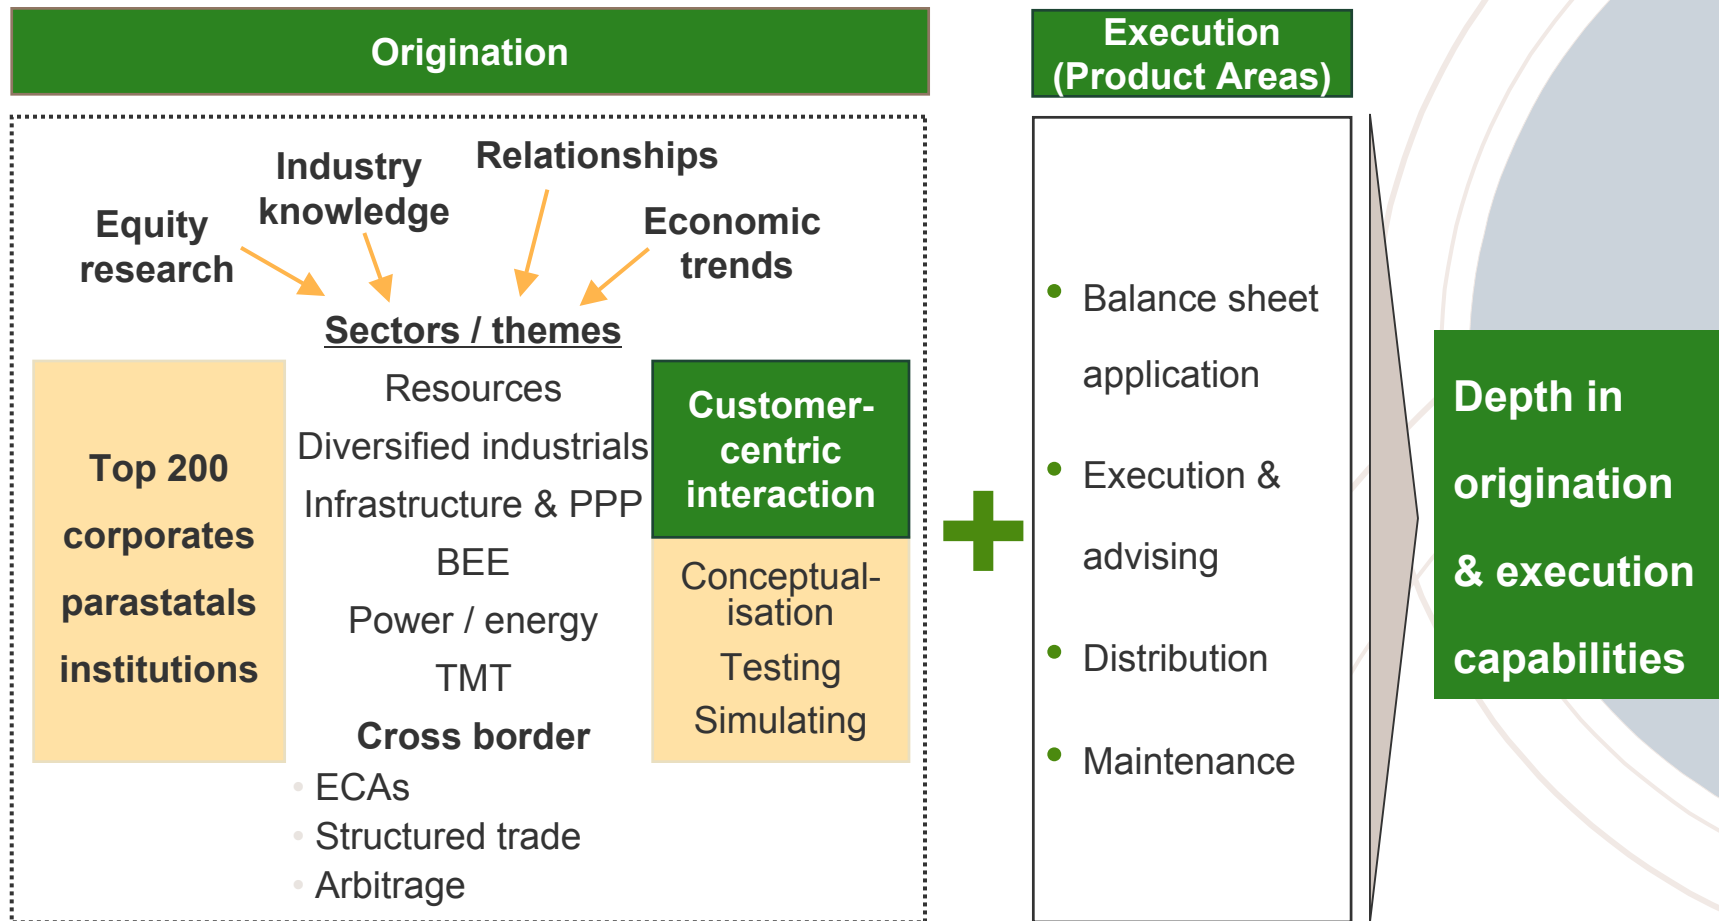 Origination
Execution
(Product Areas)
Relationships
Industry
knowledge
Equity
research
Economic
trends
Sectors / themes
Top 200
corporates
parastatals
institutions
Resources
Diversified industrials
Infrastructure & PPP
BEE
Power / energy
TMT
Cross border
• ECAs
• Structured trade
• Arbitrage
Customer-
centric
interaction
Conceptual-
isation
Testing
Simulating
• Balance sheet
application
• Execution &
advising
• Distribution
• Maintenance
Depth in
origination
& execution
capabilities